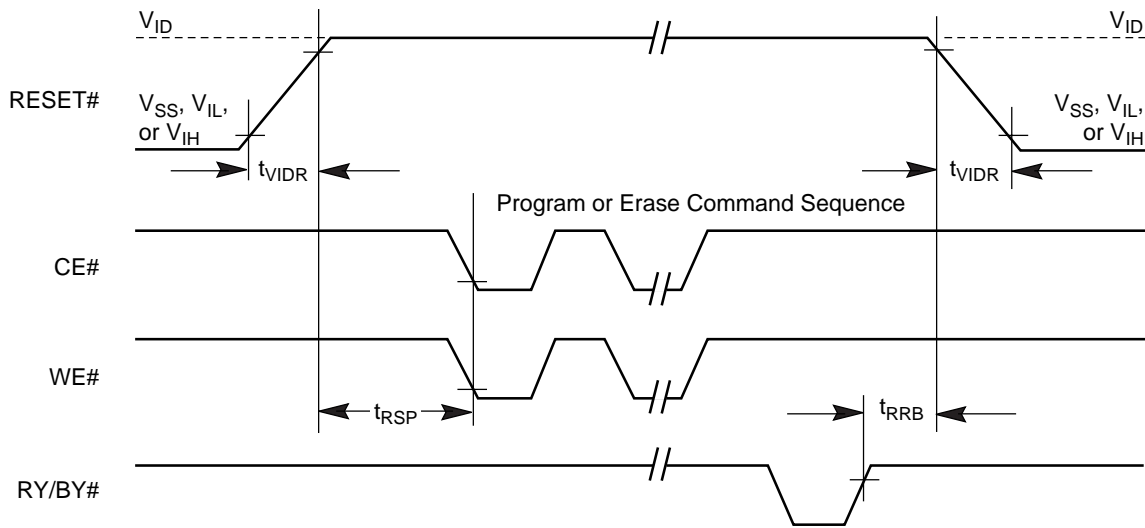 V_ID V_ID
RESET#
V_SS, V_IL,
or V_IH
V_SS, V_IL,
or V_IH
t_VIDR t_VIDR
Program or Erase Command Sequence
CE#
WE#
t_RSP t_RRB
RY/BY#